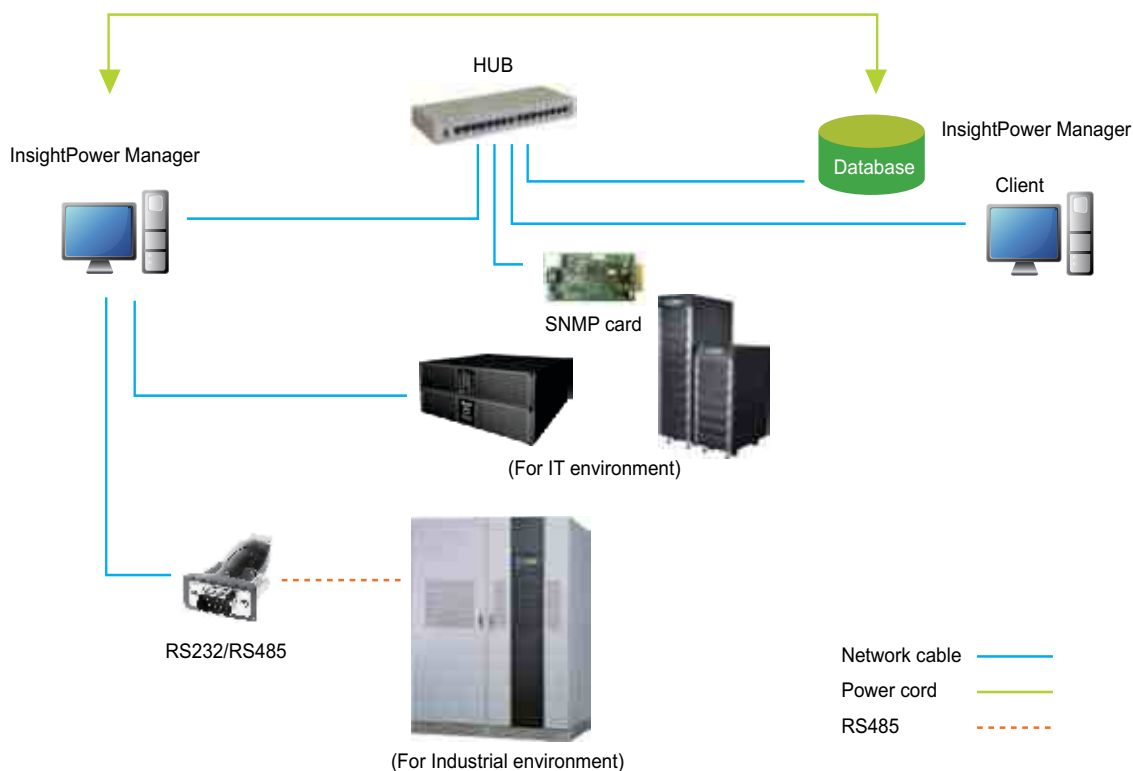 HUB
InsightPower Manager
InsightPower Manager
Database
Client
SNMP card
(For IT environment)
RS232/RS485
Network cable
Power cord
RS485
(For Industrial environment)